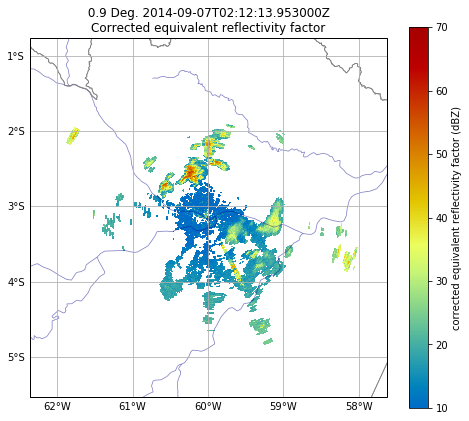 0.9 Deg. 2014-09-07T02:12:13.953000Z
Corrected equivalent reflectivity factor
1°S
2°S
3°S
4°S
5°S
62°W 61°W 60°W 59°W 58°W
70
60
50
40
30
20
10
corrected equivalent reflectivity factor (dBZ)